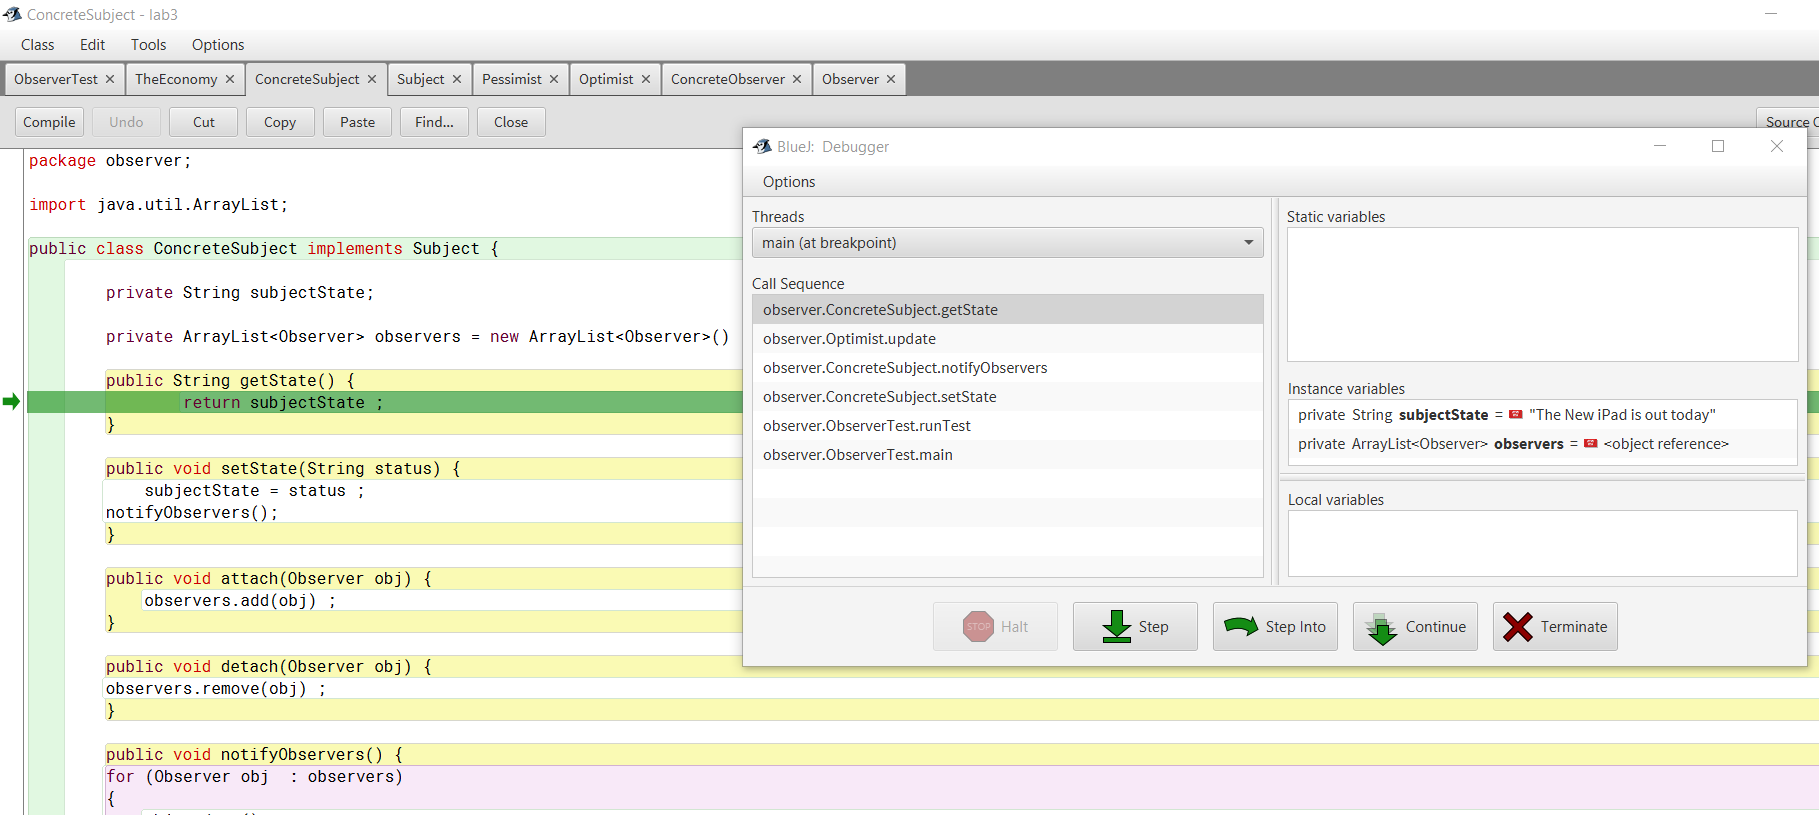 ConcreteSubject - lab3
Class Edit Tools Options
ObserverTest TheEconomy ConcreteSubject Subject Pessimist Optimist ConcreteObserver Observer
Compile Undo Cut Copy Paste Find... Close
Source
package observer;
import java.util.ArrayList;
public class ConcreteSubject implements Subject {
private String subjectState;
private ArrayList<Observer> observers = new ArrayList<Observer>()
public String getState() {
return subjectState ;
}
public void setState(String status) {
subjectState = status ;
notifyObservers();
}
public void attach(Observer obj) {
observers.add(obj) ;
}
public void detach(Observer obj) {
observers.remove(obj) ;
}
public void notifyObservers() {
for (Observer obj  : observers)
{
BlueJ:  Debugger
Options
Threads
main (at breakpoint)
Call Sequence
observer.ConcreteSubject.getState
observer.Optimist.update
observer.ConcreteSubject.notifyObservers
observer.ConcreteSubject.setState
observer.ObserverTest.runTest
observer.ObserverTest.main
Static variables
Instance variables
private String subjectState = "The New iPad is out today"
private ArrayList<Observer> observers = <object reference>
Local variables
STOP Halt
Step
Step Into
Continue
Terminate